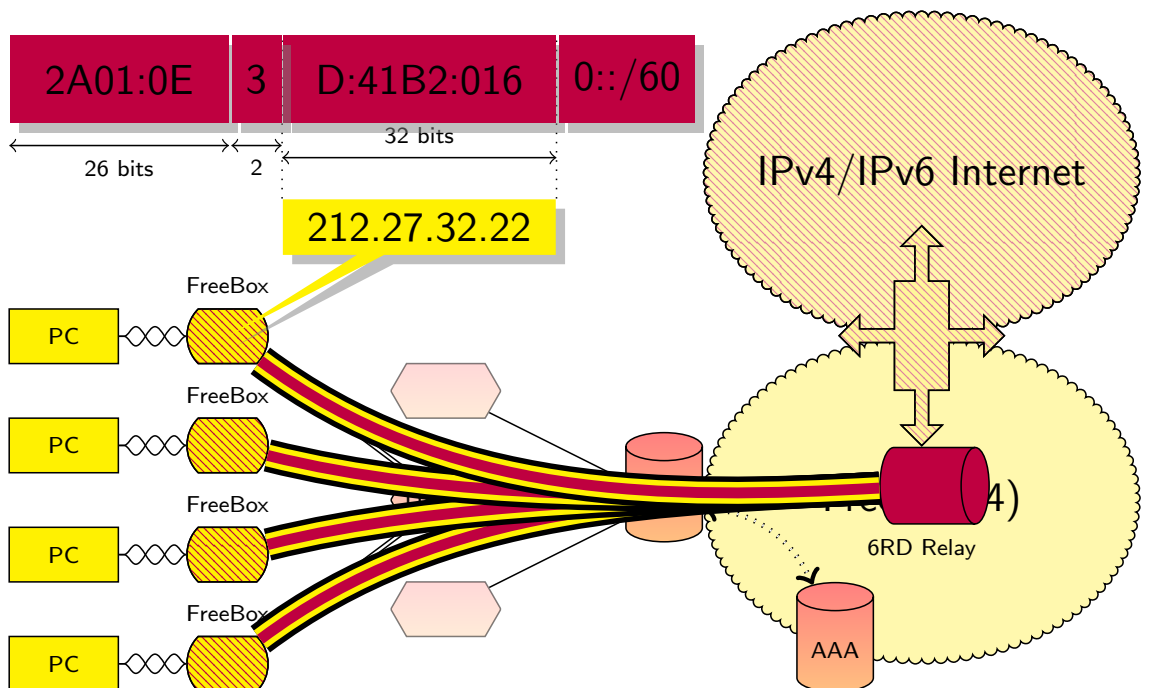 2A01:0E 3 D:41B2:016 0::/60
26 bits 2 32 bits
212.27.32.22
IPv4/IPv6 Internet
FreeBox
PC
FreeBox
PC
FreeBox
PC
FreeBox
PC
4)
6RD Relay
AAA